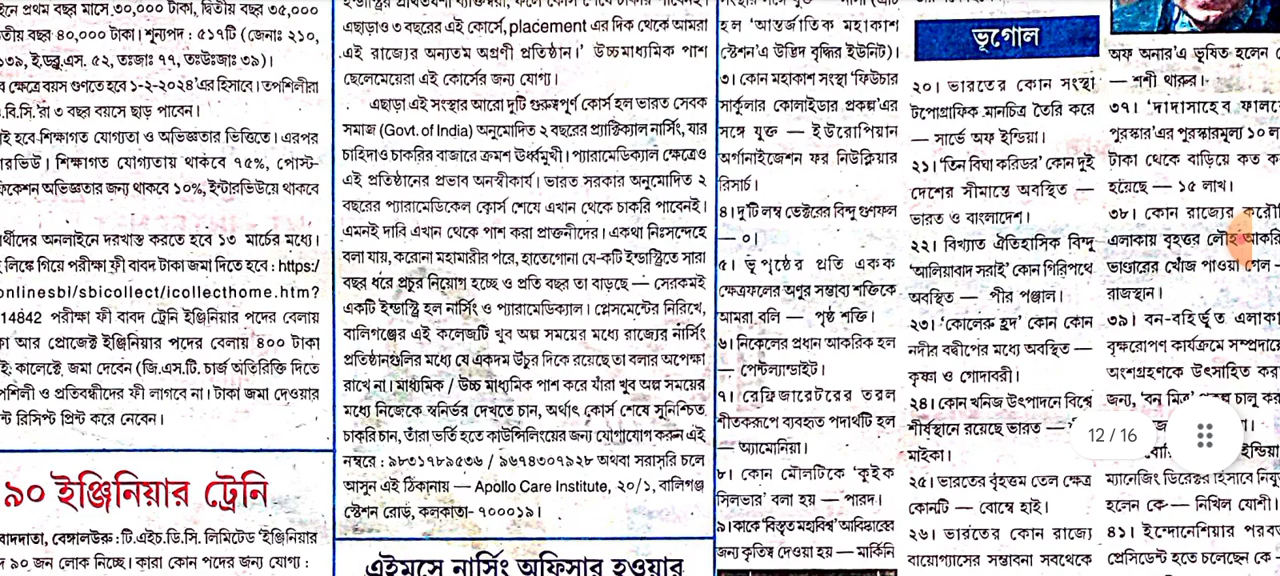 ইনে প্রথম বছর মাসে ৩০,০০০ টাকা, দ্বিতীয় বছর ৩৫,০০০
তীয় বছর ৪০,০০০ টাকা। শূন্যপদ : ৫১৭টি (জেনাঃ ২১০,
১৩৯, ই.ডব্লু.এস. ৫২, তঃজাঃ ৭৭, তঃউঃজাঃ ৩৯)।
ব ক্ষেত্রে বয়স গুণতে হবে ১-২-২০২৪'এর হিসাবে। তপশিলীরা
.বি.সি.'রা ৩ বছর বয়সে ছাড় পাবেন।
ই হবে শিক্ষাগত যোগ্যতা ও অভিজ্ঞতার ভিত্তিতে। এরপর
রভিউ। শিক্ষাগত যোগ্যতায় থাকবে ৭৫%, পোস্ট-
ফিকেশন অভিজ্ঞতার জন্য থাকবে ১০%, ইন্টারভিউয়ে থাকবে
র্থীদের অনলাইনে দরখাস্ত করতে হবে ১৩ মার্চের মধ্যে।
লিঙ্কে গিয়ে পরীক্ষা ফী বাবদ টাকা জমা দিতে হবে : https:/
onlinesbi/sbicollect/icollecthome.htm?
14842 পরীক্ষা ফী বাবদ ট্রেনি ইঞ্জিনিয়ার পদের বেলায়
কা আর প্রোজেক্ট ইঞ্জিনিয়ার পদের বেলায় ৪০০ টাকা
ই কালেক্টে, জমা দেবেন (জি.এস.টি. চার্জ অতিরিক্তি দিতে
পশিলী ও প্রতিবন্ধীদের ফী লাগবে না। টাকা জমা দেওয়ার
ন্ট রিসিপ্ট প্রিন্ট করে নেবেন।
৯০ ইঞ্জিনিয়ার ট্রেনি
বাদদাতা, বেঙ্গালউরু : টি.এইচ.ডি.সি. লিমিটেড 'ইঞ্জিনিয়ার
৯০ জন লোক নিচ্ছে। কারা কোন পদের জন্য যোগ্য :
এছাড়াও ৩ বছরের এই কোর্সে, placement এর দিক থেকে আমরা
এই রাজ্যের অন্যতম অগ্রণী প্রতিষ্ঠান।' উচ্চমাধ্যমিক পাশ
ছেলেমেয়েরা এই কোর্সের জন্য যোগ্য।
এছাড়া এই সংস্থার আরো দুটি গুরুত্বপূর্ণ কোর্স হল ভারত সেবক
সমাজ (Govt. of India) অনুমোদিত ২ বছরের প্র্যাক্টিক্যাল নার্সিং, যার
চাহিদাও চাকরির বাজারে ক্রমশ উর্ধ্বমুখী। প্যারামেডিক্যাল ক্ষেত্রেও
এই প্রতিষ্ঠানের প্রভাব অনস্বীকার্য। ভারত সরকার অনুমোদিত ২
বছরের প্যারামেডিকেল কোর্স শেষে এখান থেকে চাকরি পাবেনই।
এমনই দাবি এখান থেকে পাশ করা প্রাক্তনীদের। একথা নিঃসন্দেহে
বলা যায়, করোনা মহামারীর পরে, হাতেগোনা যে-কটি ইন্ডাস্ট্রিতে সারা
বছর ধরে প্রচুর নিয়োগ হচ্ছে ও প্রতি বছর তা বাড়ছে — সেরকমই
একটি ইন্ডাস্ট্রি হল নার্সিং ও প্যারামেডিক্যাল। প্লেসমেন্টের নিরিখে,
বালিগঞ্জের এই কলেজটি খুব অল্প সময়ের মধ্যে রাজ্যের নার্সিং
প্রতিষ্ঠানগুলির মধ্যে যে একদম উঁচুর দিকে রয়েছে তা বলার অপেক্ষা
রাখে না। মাধ্যমিক / উচ্চ মাধ্যমিক পাশ করে যাঁরা খুব অল্প সময়ের
মধ্যে নিজেকে স্বনির্ভর দেখতে চান, অর্থাৎ কোর্স শেষে সুনিশ্চিত
চাকরি চান, তাঁরা ভর্তি হতে কাউন্সিলিংয়ের জন্য যোগাযোগ করুন এই
নম্বরে : ৯৮৩১৭৮৯৫৩৬ / ৯৬৭৪৩০৭৯২৮ অথবা সরাসরি চলে
আসুন এই ঠিকানায় — Apollo Care Institute, ২০/১, বালিগঞ্জ
স্টেশন রোড, কলকাতা- ৭০০০১৯।
এইমসে নার্সিং অফিসার হওয়ার
হল 'আন্তর্জাতিক মহাকাশ
স্টেশন'এ উদ্ভিদ বৃদ্ধির ইউনিট)।
৩। কোন মহাকাশ সংস্থা 'ফিউচার
সার্কুলার কোলাইডার প্রকল্প'এর
সঙ্গে যুক্ত — ইউরোপিয়ান
অর্গানাইজেশন ফর নিউক্লিয়ার
রিসার্চ।
৪। দুটি লম্ব ভেক্টরের বিন্দু গুণফল
— ০।
৫। ভূ পৃষ্ঠের প্রতি একক
ক্ষেত্রফলের অণুর সম্ভাব্য শক্তিকে
আমরা বলি — পৃষ্ঠ শক্তি।
৬। নিকেলের প্রধান আকরিক হল
— পেন্টল্যান্ডাইট।
৭। রেফ্রিজারেটরের তরল
শীতকরূপে ব্যবহৃত পদার্থটি হল
— অ্যামোনিয়া।
৮। কোন মৌলটিকে 'কুইক
সিলভার' বলা হয় — পারদ।
৯। কাকে 'বিস্তৃত মহাবিশ্ব' আবিষ্কারের
জন্য কৃতিত্ব দেওয়া হয় — মার্কিনি
ভূগোল
২০। ভারতের কোন সংস্থা
টপোগ্রাফিক মানচিত্র তৈরি করে
— সার্ভে অফ ইন্ডিয়া।
২১। 'তিন বিঘা করিডর' কোন দুই
দেশের সীমান্তে অবস্থিত —
ভারত ও বাংলাদেশ।
২২। বিখ্যাত ঐতিহাসিক বিন্দু
'আলিয়াবাদ সরাই' কোন গিরিপথে
অবস্থিত — পীর পঞ্জাল।
২৩। 'কোলেরু হ্রদ' কোন কোন
নদীর বদ্বীপের মধ্যে অবস্থিত —
কৃষ্ণা ও গোদাবরী।
২৪। কোন খনিজ উৎপাদনে বিশ্বে
শীর্ষস্থানে রয়েছে ভারত —
মাইকা।
২৫। ভারতের বৃহত্তম তেল ক্ষেত্র
কোনটি — বোম্বে হাই।
২৬। ভারতের কোন রাজ্যে
বায়োগ্যাসের সম্ভাবনা সবথেকে
অফ অনার'এ ভূষিত হলেন
— শশী থারুন।
৩৭। 'দাদাসাহেব ফালকে
পুরস্কার'এর পুরস্কারমূল্য ১০ ল
টাকা থেকে বাড়িয়ে কত ক
হয়েছে — ১৫ লাখ।
৩৮। কোন রাজ্যের করৌ
এলাকায় বৃহত্তর লৌহ আকরি
ভাণ্ডারের খোঁজ পাওয়া গেল —
রাজস্থান।
৩৯। বন-বহির্ভূত এলাকা
বৃক্ষরোপণ কার্যক্রমে সম্প্রদায়ে
অংশগ্রহণকে উৎসাহিত কর
জন্য, 'বন মিত্র' চালু কর
12 / 16
ইন্ডিয়া
ম্যানেজিং ডিরেক্টর হিসাবে নিযু
হলেন কে— নিখিল যোশী।
৪১। ইন্দোনেশিয়ার পরব
প্রেসিডেন্ট হতে চলেছেন কে -